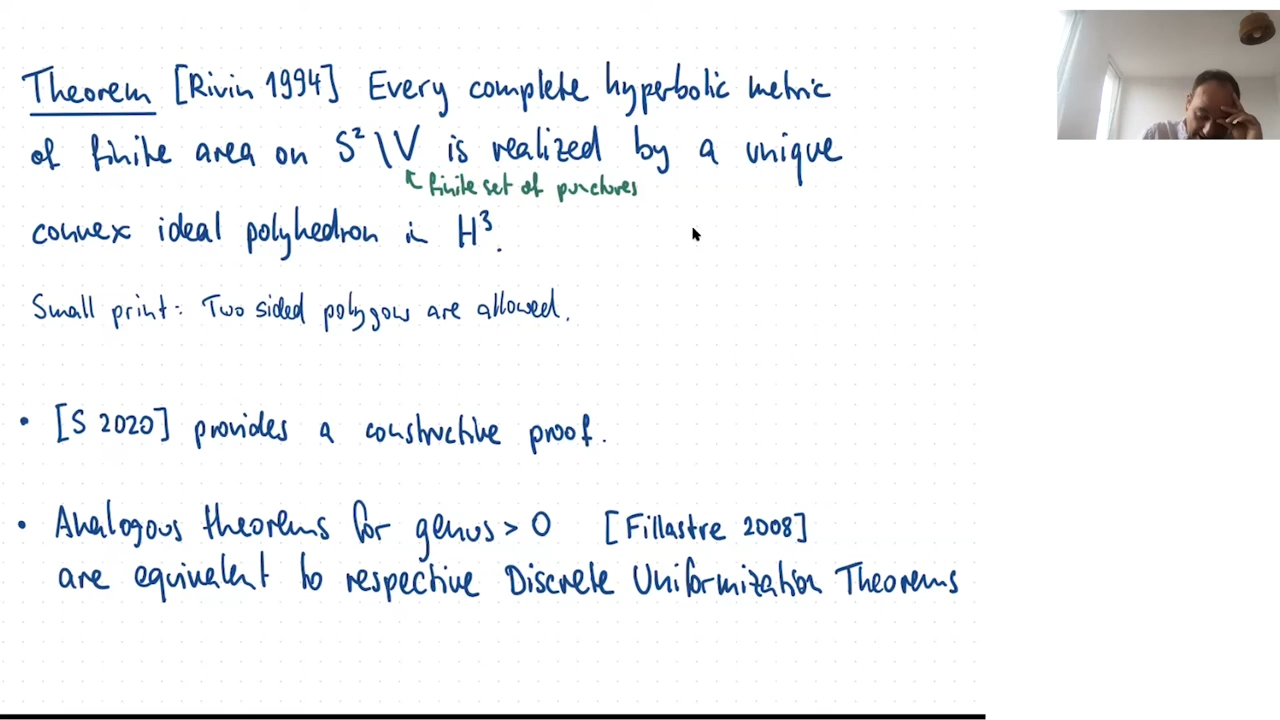 Theorem [Rivin 1994] Every complete hyperbolic metric
of finite area on S² \ V is realized by a unique
finite set of punctures
convex ideal polyhedron in H³.
Small print: Two sided polygons are allowed.
• [S 2020] provides a constructive proof.
• Analogous theorems for genus > 0 [Fillastre 2008]
are equivalent to respective Discrete Uniformization Theorems